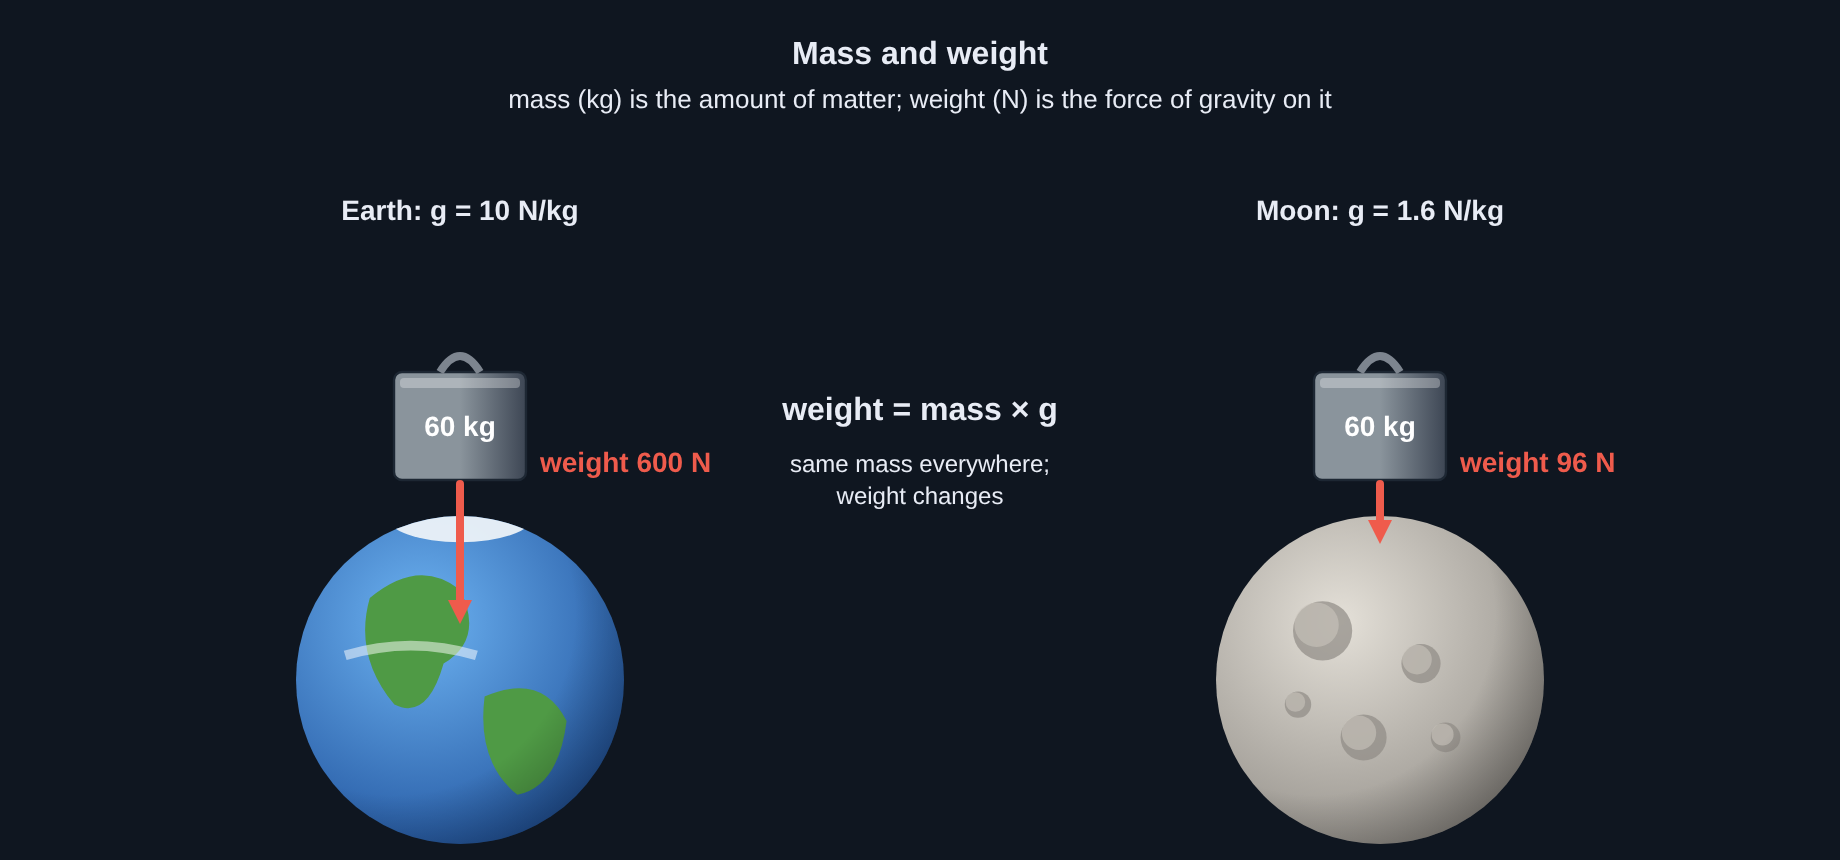 Mass and weight
mass (kg) is the amount of matter; weight (N) is the force of gravity on it
Earth: g = 10 N/kg
Moon: g = 1.6 N/kg
60 kg
weight 600 N
weight = mass × g
same mass everywhere;
weight changes
60 kg
weight 96 N